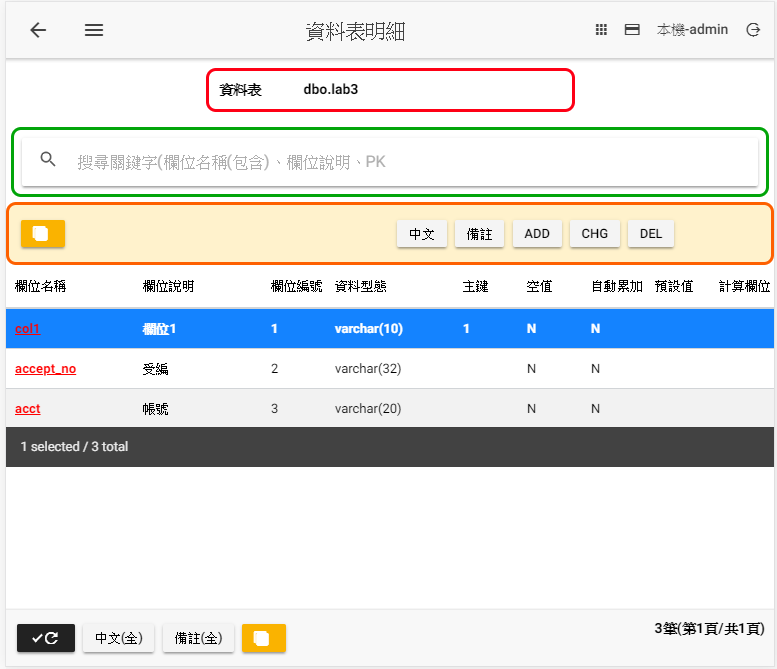 資料表明細 本機-admin
資料表 dbo.lab3
搜尋關鍵字(欄位名稱(包含)、欄位說明、PK
中文 備註 ADD CHG DEL
欄位名稱 欄位說明 欄位編號 資料型態 主鍵 空值 自動累加 預設值 計算欄位
col1 欄位1 1 varchar(10) 1 N N
accept_no 受編 2 varchar(32) N N
acct 帳號 3 varchar(20) N N
1 selected / 3 total
中文(全) 備註(全) 3筆(第1頁/共1頁)